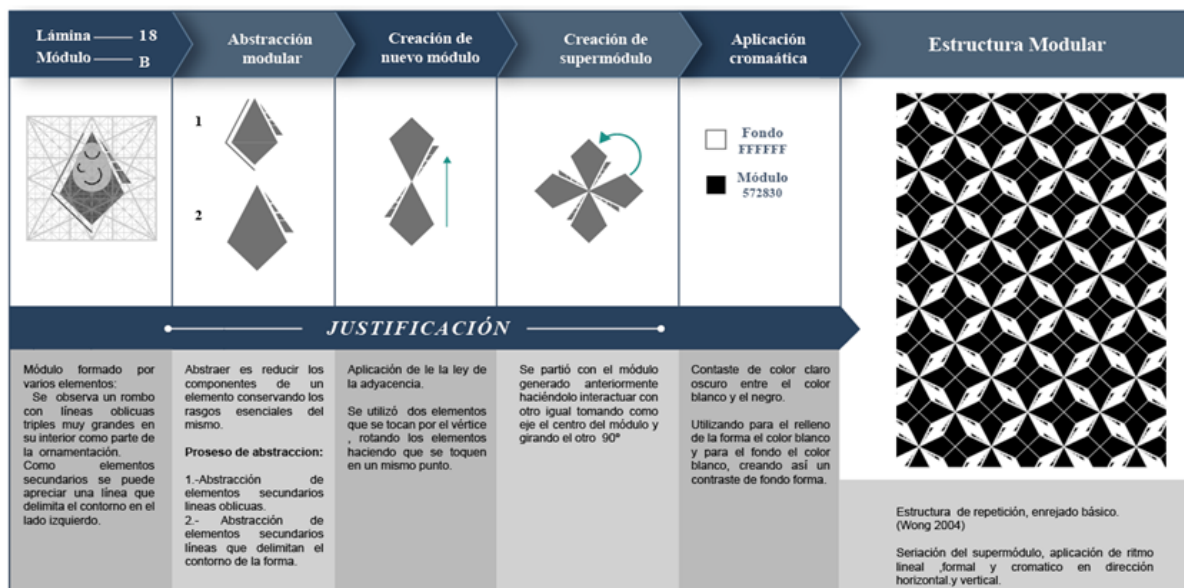 Lámina —— 18
Módulo —— B
Abstracción
modular
Creación de
nuevo módulo
Creación de
supermódulo
Aplicación
cromaática
Estructura Modular
1
2
Fondo
FFFFFF
Módulo
572830
JUSTIFICACIÓN
Módulo formado por
varios elementos:
Se observa un rombo
con líneas oblicuas
triples muy grandes en
su interior como parte de
la ornamentación.
Como elementos
secundarios se puede
apreciar una línea que
delimita el contorno en el
lado izquierdo.
Abstraer es reducir los
componentes de un
elemento conservando los
rasgos esenciales del
mismo.
Proseso de abstraccion:
1.-Abstracción de
elementos secundarios
lineas oblicuas.
2.- Abstracción de
elementos secundarios
líneas que delimitan el
contorno de la forma.
Aplicación de le la ley de
la adyacencia.
Se utilizó dos elementos
que se tocan por el vértice
, rotando los elementos
haciendo que se toquen
en un mismo punto.
Se partió con el módulo
generado anteriormente
haciéndolo interactuar con
otro igual tomando como
eje el centro del módulo y
girando el otro 90º
Contaste de color claro
oscuro entre el color
blanco y el negro.
Utilizando para el relleno
de la forma el color blanco
y para el fondo el color
blanco, creando así un
contraste de fondo forma.
Estructura de repetición, enrejado básico.
(Wong 2004)
Seriación del supermódulo, aplicación de ritmo
lineal ,formal y cromatico en dirección
horizontal.y vertical.